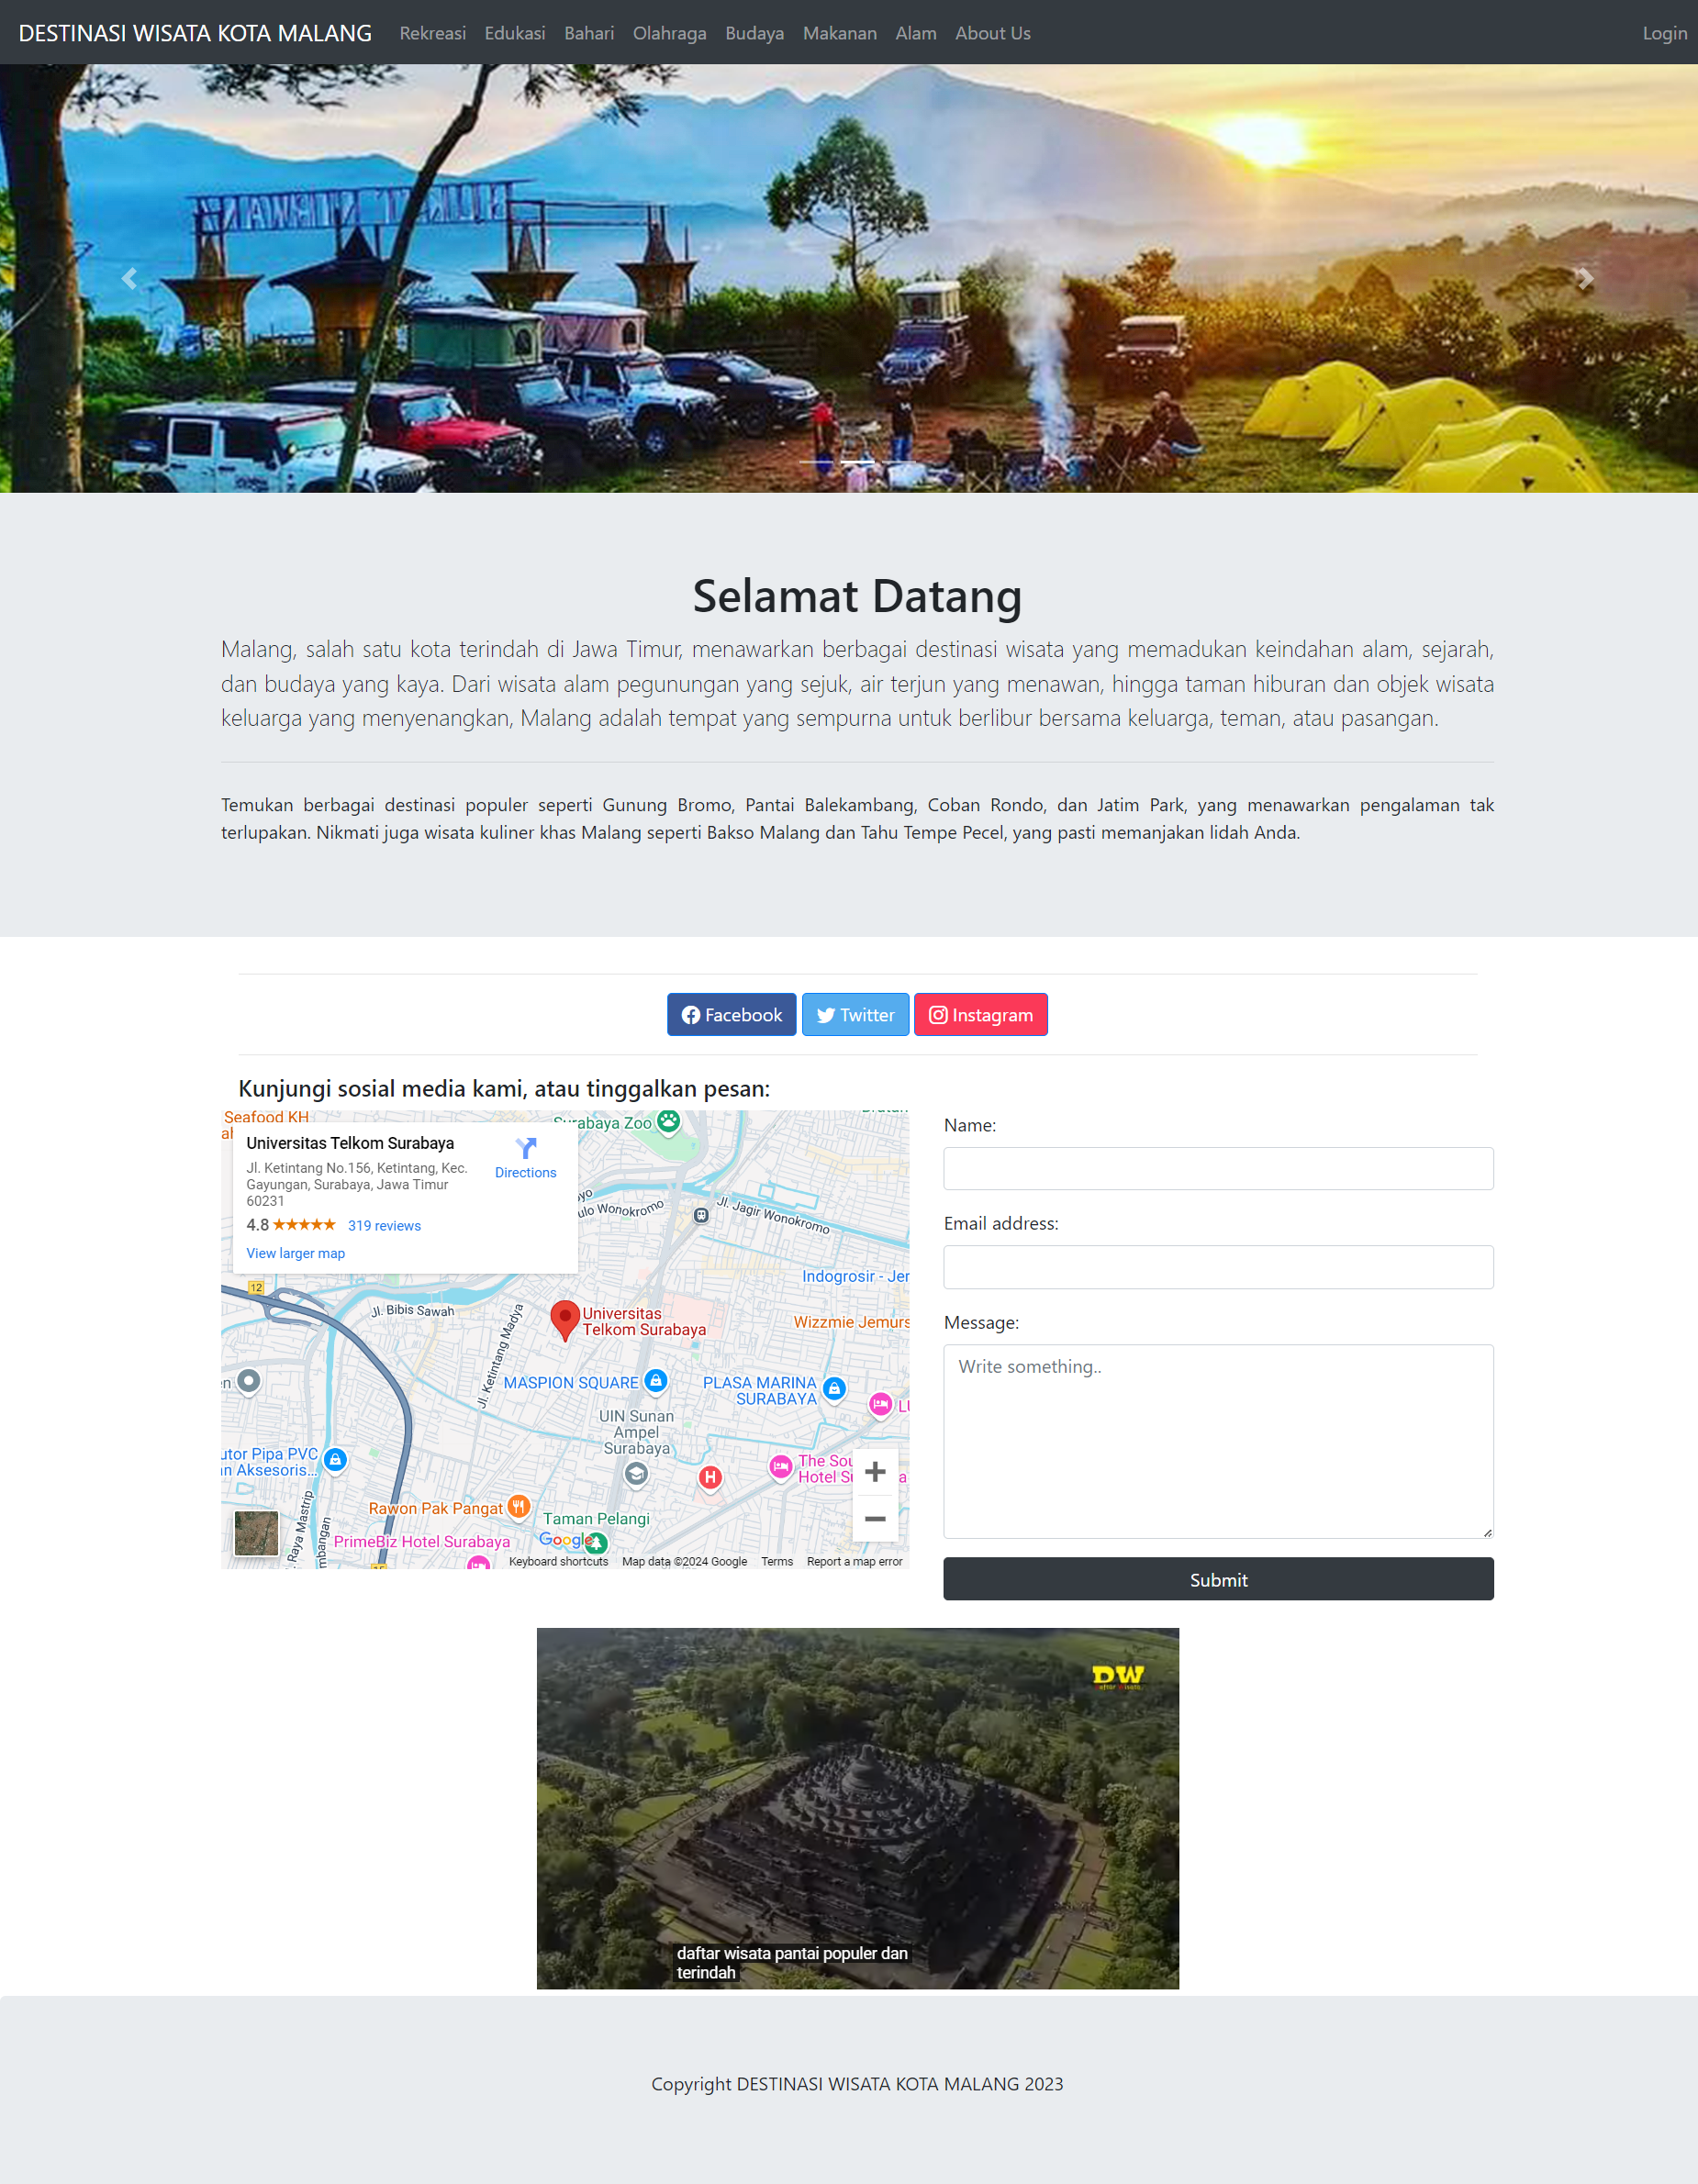 DESTINASI WISATA KOTA MALANG Rekreasi Edukasi Bahari Olahraga Budaya Makanan Alam About Us Login
Selamat Datang
Malang, salah satu kota terindah di Jawa Timur, menawarkan berbagai destinasi wisata yang memadukan keindahan alam, sejarah,
dan budaya yang kaya. Dari wisata alam pegunungan yang sejuk, air terjun yang menawan, hingga taman hiburan dan objek wisata
keluarga yang menyenangkan, Malang adalah tempat yang sempurna untuk berlibur bersama keluarga, teman, atau pasangan.
Temukan berbagai destinasi populer seperti Gunung Bromo, Pantai Balekambang, Coban Rondo, dan Jatim Park, yang menawarkan pengalaman tak
terlupakan. Nikmati juga wisata kuliner khas Malang seperti Bakso Malang dan Tahu Tempe Pecel, yang pasti memanjakan lidah Anda.
Facebook Twitter Instagram
Kunjungi sosial media kami, atau tinggalkan pesan:
Seafood KH
Surabaya Zoo
Universitas Telkom Surabaya
Jl. Ketintang No.156, Ketintang, Kec.
Gayungan, Surabaya, Jawa Timur
60231
4.8 319 reviews
View larger map
Directions
ulo Wonokromo
Jl. Jagir Wonokromo
Indogrosir - Jer
12
Jl. Bibis Sawah
Jl. Ketintang Madya
Universitas
Telkom Surabaya
Wizzmie Jemurs
MASPION SQUARE
PLASA MARINA
SURABAYA
UIN Sunan
Ampel
Surabaya
utor Pipa PVC
n Aksesoris...
The Sou
Hotel Su
H
Rawon Pak Pangat
Raya Mastrip
mbangan
Taman Pelangi
PrimeBiz Hotel Surabaya
Google
Keyboard shortcuts Map data ©2024 Google Terms Report a map error
Name:
Email address:
Message:
Write something..
Submit
DW
daftar wisata pantai populer dan
terindah
Copyright DESTINASI WISATA KOTA MALANG 2023